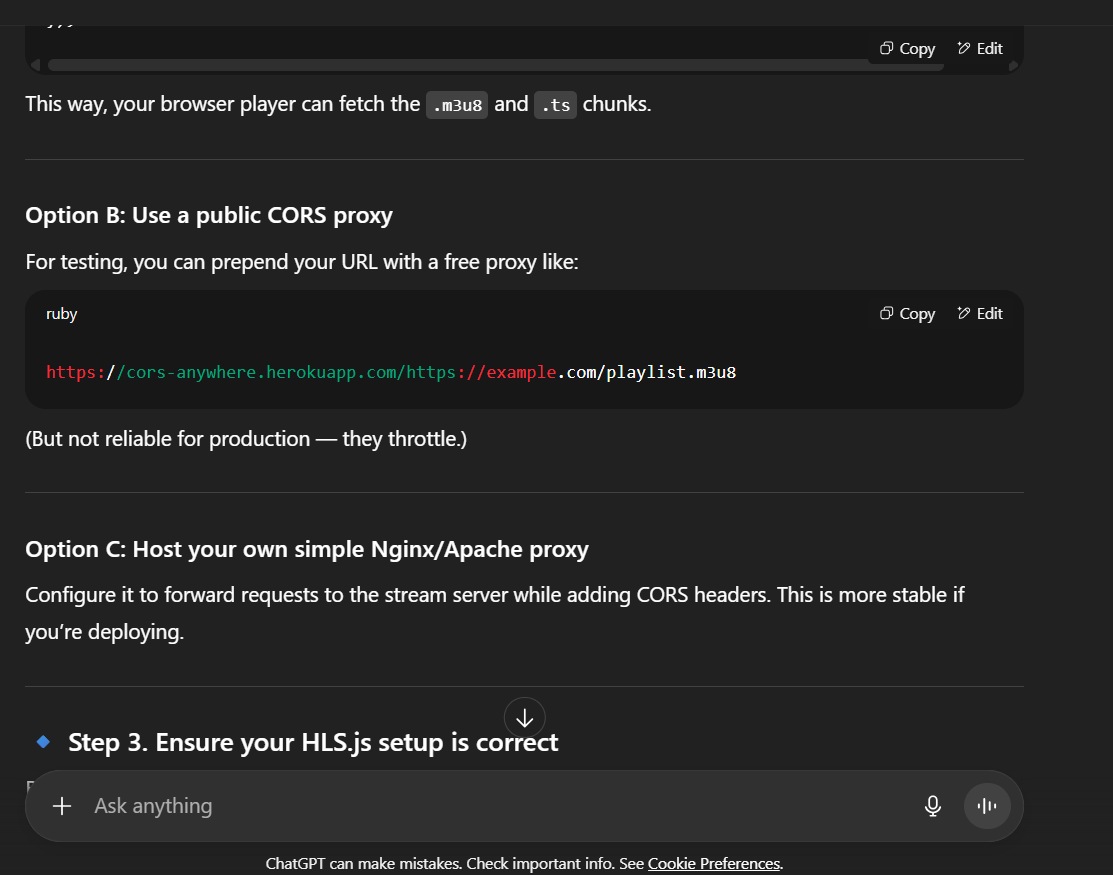 Copy Edit
This way, your browser player can fetch the .m3u8 and .ts chunks.
Option B: Use a public CORS proxy
For testing, you can prepend your URL with a free proxy like:
ruby Copy Edit
https://cors-anywhere.herokuapp.com/https://example.com/playlist.m3u8
(But not reliable for production — they throttle.)
Option C: Host your own simple Nginx/Apache proxy
Configure it to forward requests to the stream server while adding CORS headers. This is more stable if
you’re deploying.
Step 3. Ensure your HLS.js setup is correct
Ask anything
ChatGPT can make mistakes. Check important info. See Cookie Preferences.